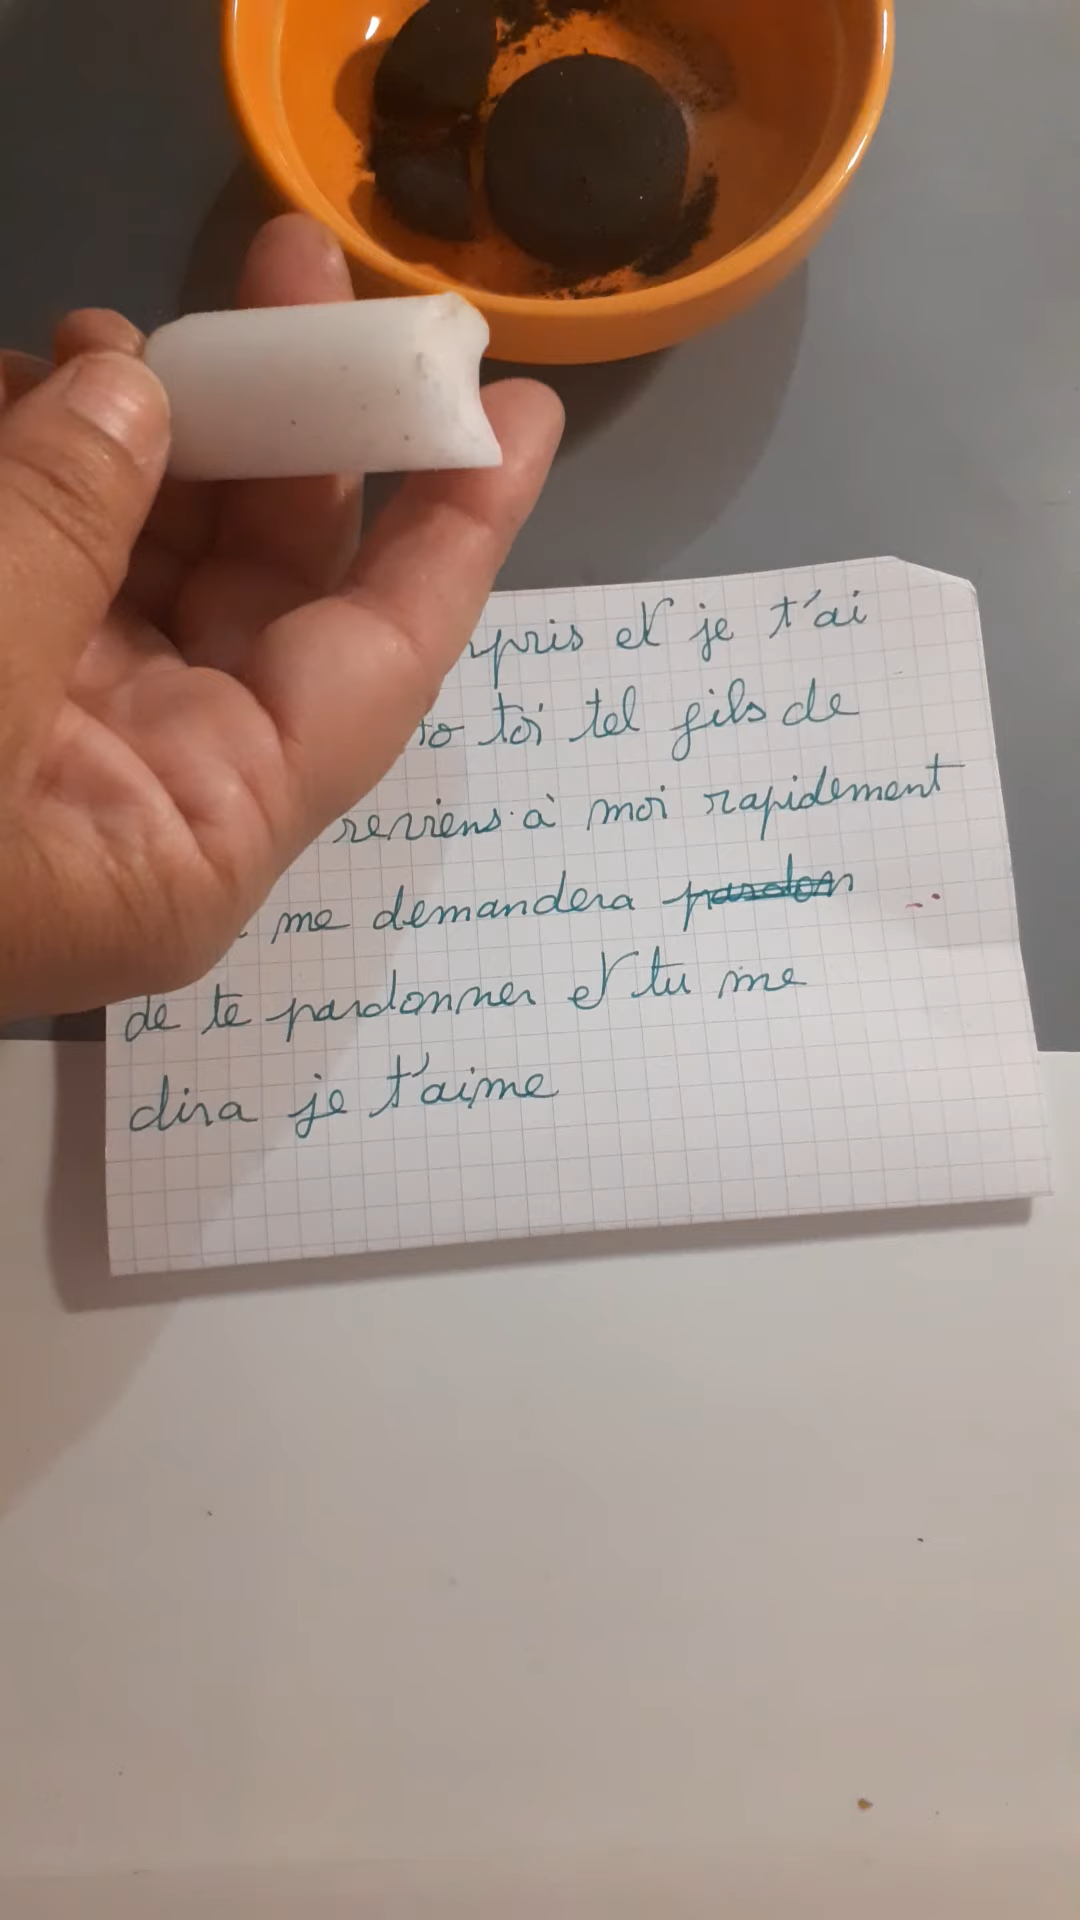 et je t'ai
toi tel fils de
reviens à moi rapidement
me demandera pardon
de te pardonner et tu me
dira je t'aime